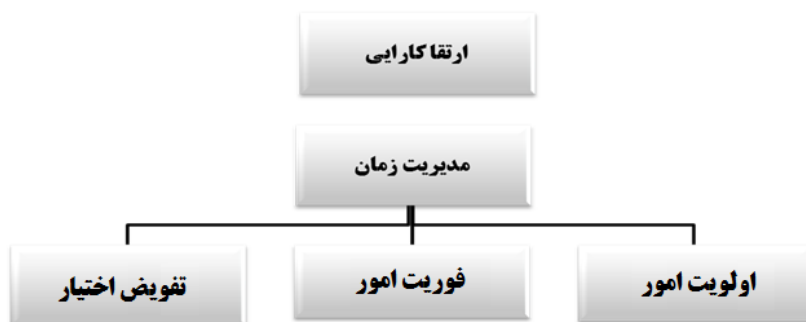 ارتقا کارایی
مدیریت زمان
اولویت امور
فوریت امور
تفویض اختیار